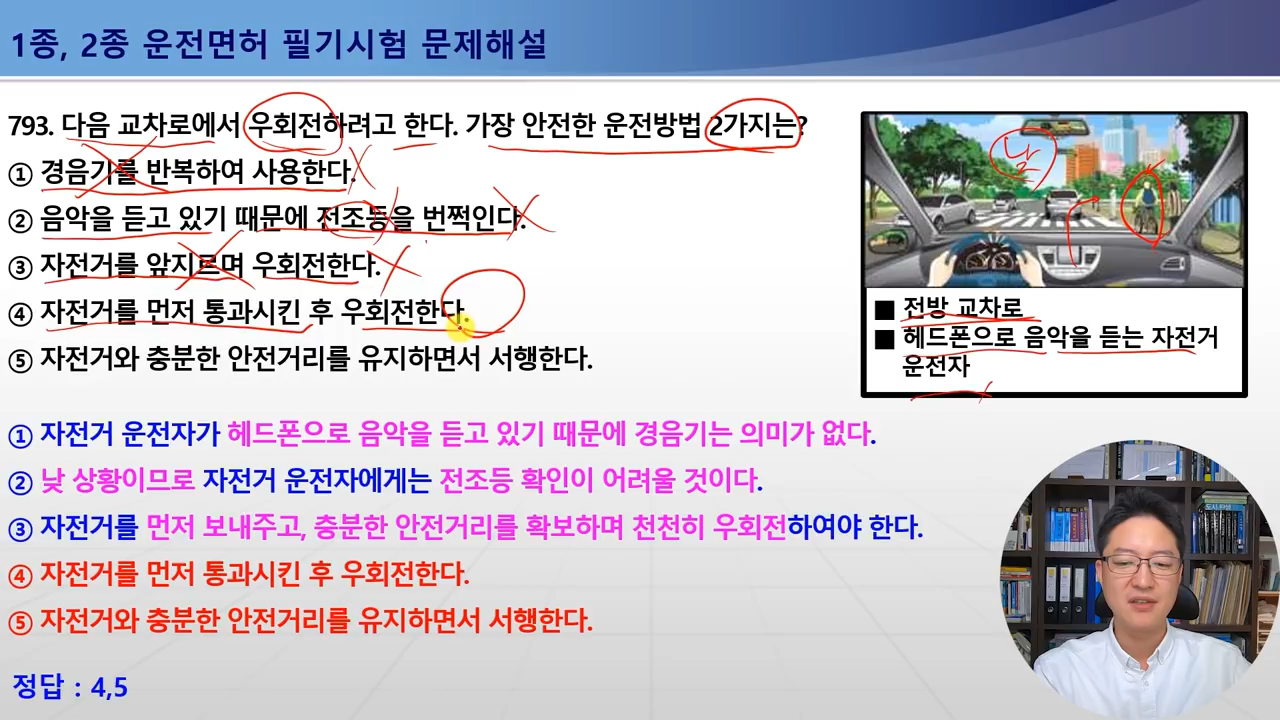 1종, 2종 운전면허 필기시험 문제해설
793. 다음 교차로에서 우회전하려고 한다. 가장 안전한 운전방법 2가지는?
① 경음기를 반복하여 사용한다.
② 음악을 듣고 있기 때문에 전조등을 번쩍인다.
③ 자전거를 앞지르며 우회전한다.
④ 자전거를 먼저 통과시킨 후 우회전한다.
⑤ 자전거와 충분한 안전거리를 유지하면서 서행한다.
낮
■ 전방 교차로
■ 헤드폰으로 음악을 듣는 자전거
운전자
① 자전거 운전자가 헤드폰으로 음악을 듣고 있기 때문에 경음기는 의미가 없다.
② 낮 상황이므로 자전거 운전자에게는 전조등 확인이 어려울 것이다.
③ 자전거를 먼저 보내주고, 충분한 안전거리를 확보하며 천천히 우회전하여야 한다.
④ 자전거를 먼저 통과시킨 후 우회전한다.
⑤ 자전거와 충분한 안전거리를 유지하면서 서행한다.
정답 : 4,5